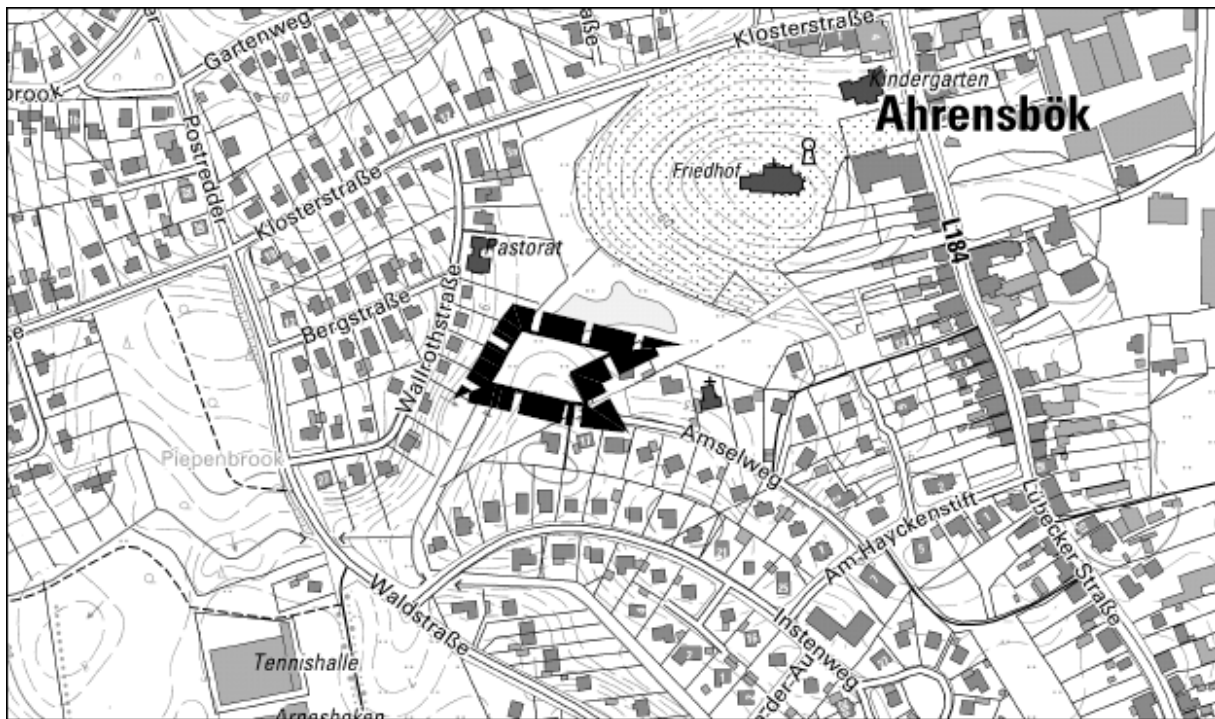 Gartenweg
Klosterstraße
Kindergarten
Ahrensbök
brook
Postredder
Friedhof
Klosterstraße
L184
Pastorat
Bergstraße
Wallrothstraße
Piepenbrook
Amselweg
Am Hayckenstift
Lübecker Straße
Waldstraße
Instenweg
Tennishalle
Arnesboken